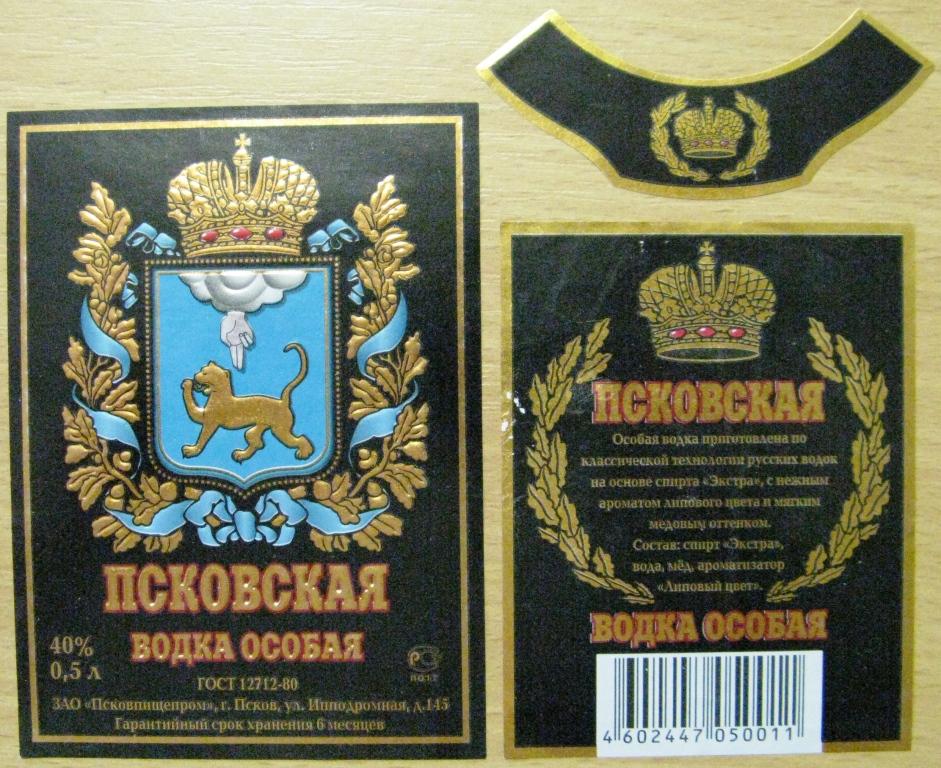 ПСКОВСКАЯ
ВОДКА ОСОБАЯ
40%
0,5 л
ГОСТ 12712-80
ЗАО «Псковпищепром», г. Псков, ул. Ипподромная, д.145
Гарантийный срок хранения 6 месяцев
ПСКОВСКАЯ
Особая водка приготовлена по
классической технологии русских водок
на основе спирта «Экстра», с нежным
ароматом липового цвета и мягким
медовым оттенком.
Состав: спирт «Экстра»,
вода, мёд, ароматизатор
«Липовый цвет».
ВОДКА ОСОБАЯ
4 602447 050011